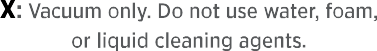 X: Vacuum only. Do not use water, foam,
or liquid cleaning agents.